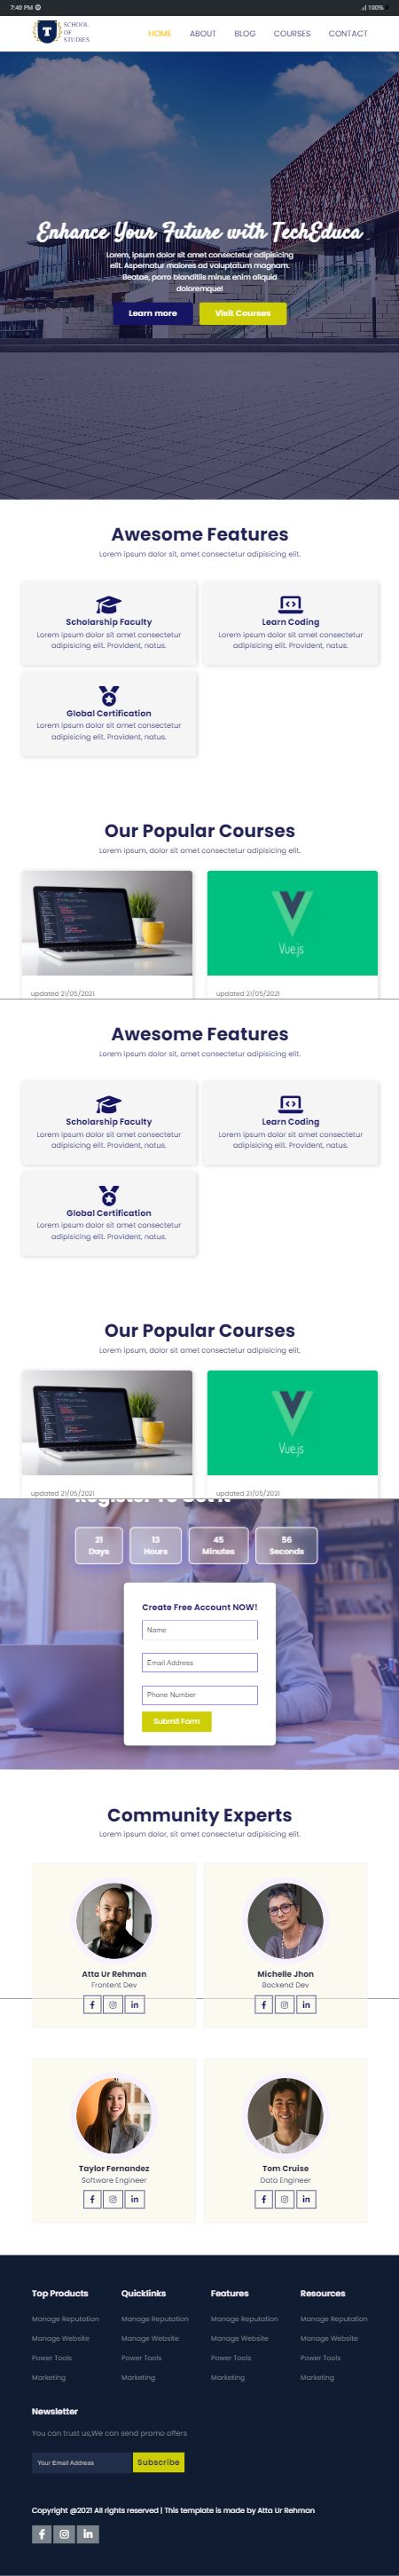 7:40 PM
100%
SCHOOL
OF
STUDIES
HOME ABOUT BLOG COURSES CONTACT
Enhance Your Future with TechEduca
Lorem, ipsum dolor sit amet consectetur adipisicing
elit. Aspernatur maiores ad voluptatum magnam.
Beatae, porro blanditiis minus enim aliquid
doloremque!
Learn more
Visit Courses
Awesome Features
Lorem ipsum dolor sit, amet consectetur adipisicing elit.
Scholarship Faculty
Lorem ipsum dolor sit amet consectetur
adipisicing elit. Provident, natus.
Learn Coding
Lorem ipsum dolor sit amet consectetur
adipisicing elit. Provident, natus.
Global Certification
Lorem ipsum dolor sit amet consectetur
adipisicing elit. Provident, natus.
Our Popular Courses
Lorem ipsum, dolor sit amet consectetur adipisicing elit.
Vue.js
updated 21/05/2021
updated 21/05/2021
Awesome Features
Lorem ipsum dolor sit, amet consectetur adipisicing elit.
Scholarship Faculty
Lorem ipsum dolor sit amet consectetur
adipisicing elit. Provident, natus.
Learn Coding
Lorem ipsum dolor sit amet consectetur
adipisicing elit. Provident, natus.
Global Certification
Lorem ipsum dolor sit amet consectetur
adipisicing elit. Provident, natus.
Our Popular Courses
Lorem ipsum, dolor sit amet consectetur adipisicing elit.
Vue.js
updated 21/05/2021
updated 21/05/2021
Register To Get It
21
Days
13
Hours
45
Minutes
56
Seconds
Create Free Account NOW!
Name
Email Address
Phone Number
Submit Form
Community Experts
Lorem ipsum dolor, sit amet consectetur adipisicing elit.
Atta Ur Rehman
Frontent Dev
Michelle Jhon
Backend Dev
Taylor Fernandez
Software Engineer
Tom Cruise
Data Engineer
Top Products
Manage Reputation
Manage Website
Power Tools
Marketing
Quicklinks
Manage Reputation
Manage Website
Power Tools
Marketing
Features
Manage Reputation
Manage Website
Power Tools
Marketing
Resources
Manage Reputation
Manage Website
Power Tools
Marketing
Newsletter
You can trust us,We can send promo offers
Your Email Address
Subscribe
Copyright @2021 All rights reserved | This template is made by Atta Ur Rehman